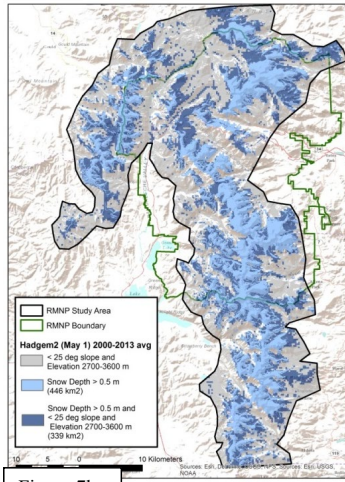 RMNP Study Area
RMNP Boundary
Hadgem2 (May 1) 2000-2013 avg
< 25 deg slope and
Elevation 2700-3600 m
Snow Depth > 0.5 m
(446 km2)
Snow Depth > 0.5 m and
< 25 deg slope and
Elevation 2700-3600 m
(339 km2)
10 5 0 10 Kilometers
Sources: Esri, USGS, NOAA